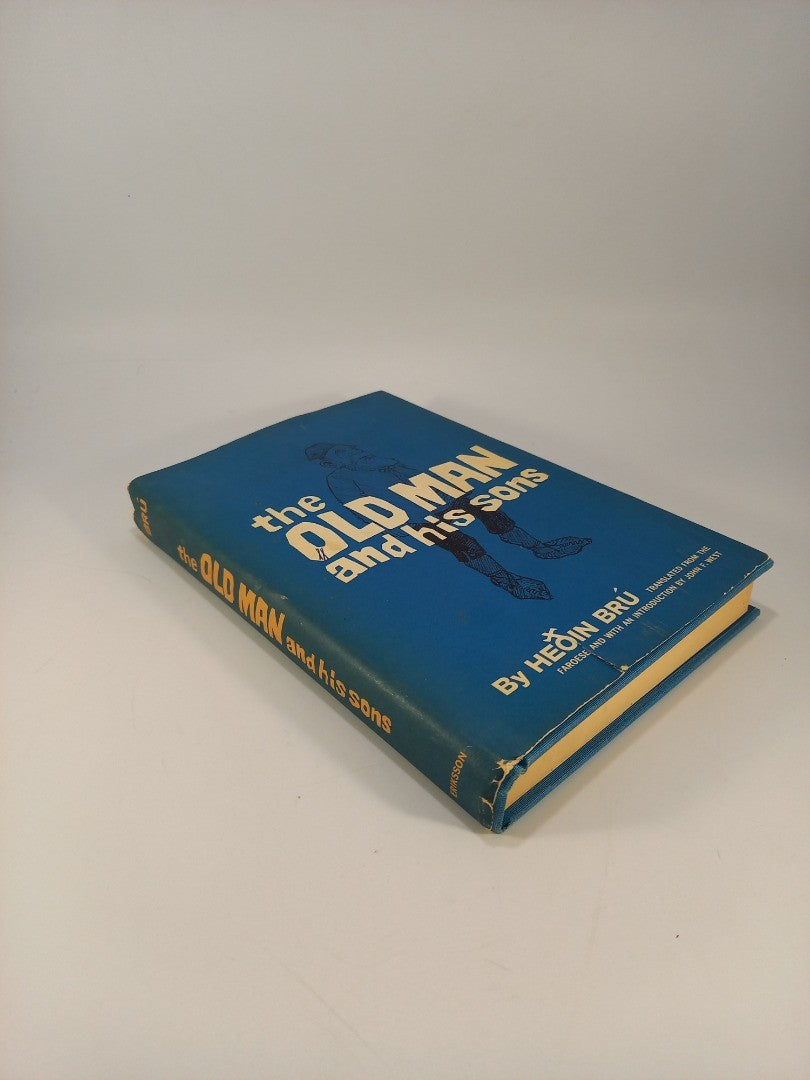 the
OLD MAN
and his sons
By HEÐIN BRÚ
TRANSLATED FROM THE
FAROESE AND WITH AN INTRODUCTION BY JOHN F. WEST
BRÚ
the OLD MAN and his sons
ERIKSSON